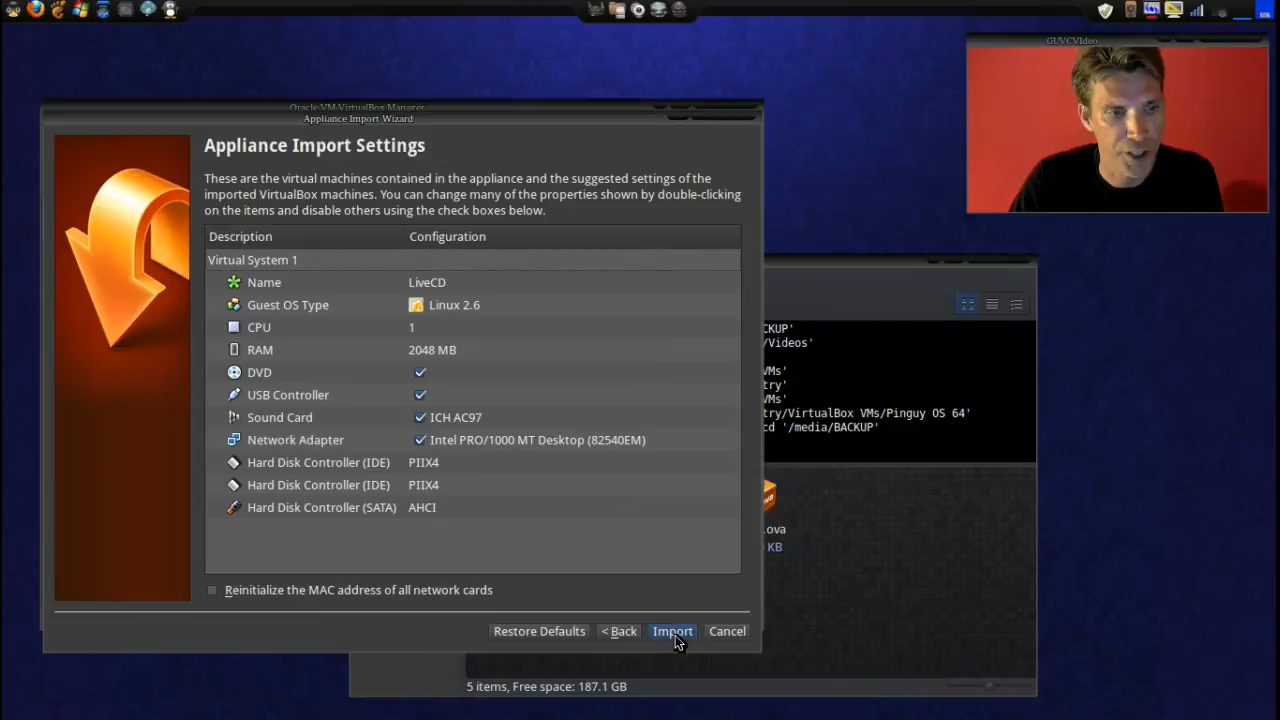 GUVCVIdeo
Oracle VM VirtualBox Manager
Appliance Import Wizard
Appliance Import Settings
These are the virtual machines contained in the appliance and the suggested settings of the
imported VirtualBox machines. You can change many of the properties shown by double-clicking
on the items and disable others using the check boxes below.
Description Configuration
Virtual System 1
Name LiveCD
Guest OS Type Linux 2.6
CPU 1
RAM 2048 MB
DVD
USB Controller
Sound Card ICH AC97
Network Adapter Intel PRO/1000 MT Desktop (82540EM)
Hard Disk Controller (IDE) PIIX4
Hard Disk Controller (IDE) PIIX4
Hard Disk Controller (SATA) AHCI
Reinitialize the MAC address of all network cards
Restore Defaults < Back Import Cancel
CKUP'
/Videos'
VMs'
try'
VMs'
try/VirtualBox VMs/Pinguy OS 64'
cd '/media/BACKUP'
.ova
KB
5 items, Free space: 187.1 GB